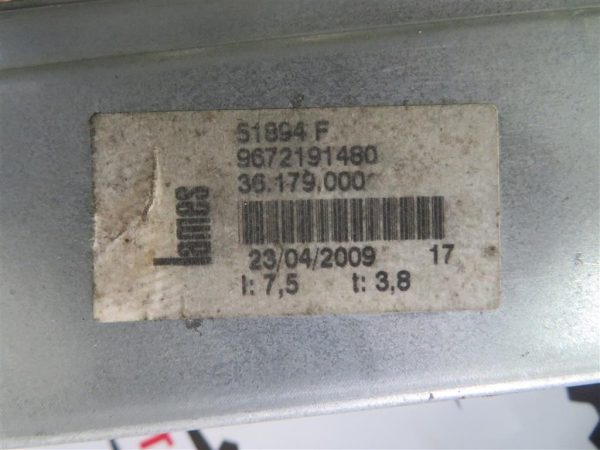 51894 F
9672191480
36.179.000
lames
23/04/2009 17
I: 7,5 t: 3,8